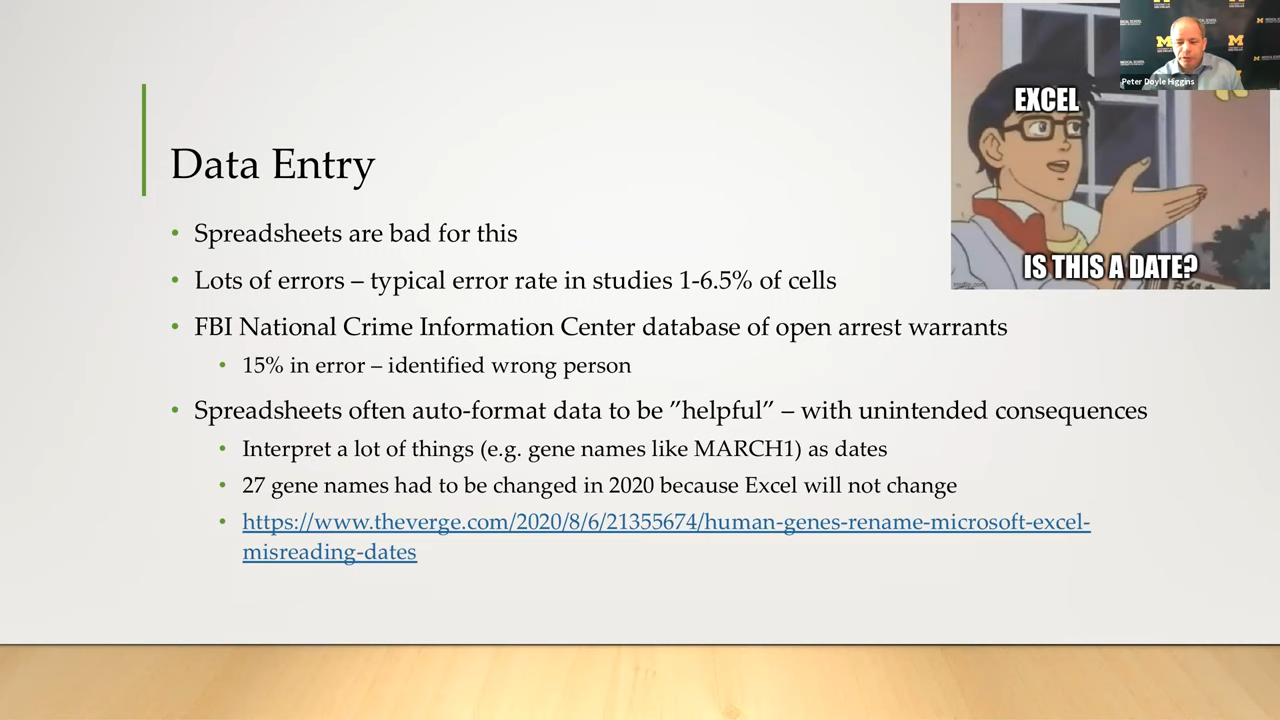 EXCEL
Peter Doyle Higgins
IS THIS A DATE?
imgflip.com
Data Entry
• Spreadsheets are bad for this
• Lots of errors – typical error rate in studies 1-6.5% of cells
• FBI National Crime Information Center database of open arrest warrants
• 15% in error – identified wrong person
• Spreadsheets often auto-format data to be ”helpful” – with unintended consequences
• Interpret a lot of things (e.g. gene names like MARCH1) as dates
• 27 gene names had to be changed in 2020 because Excel will not change
• https://www.theverge.com/2020/8/6/21355674/human-genes-rename-microsoft-excel-
misreading-dates